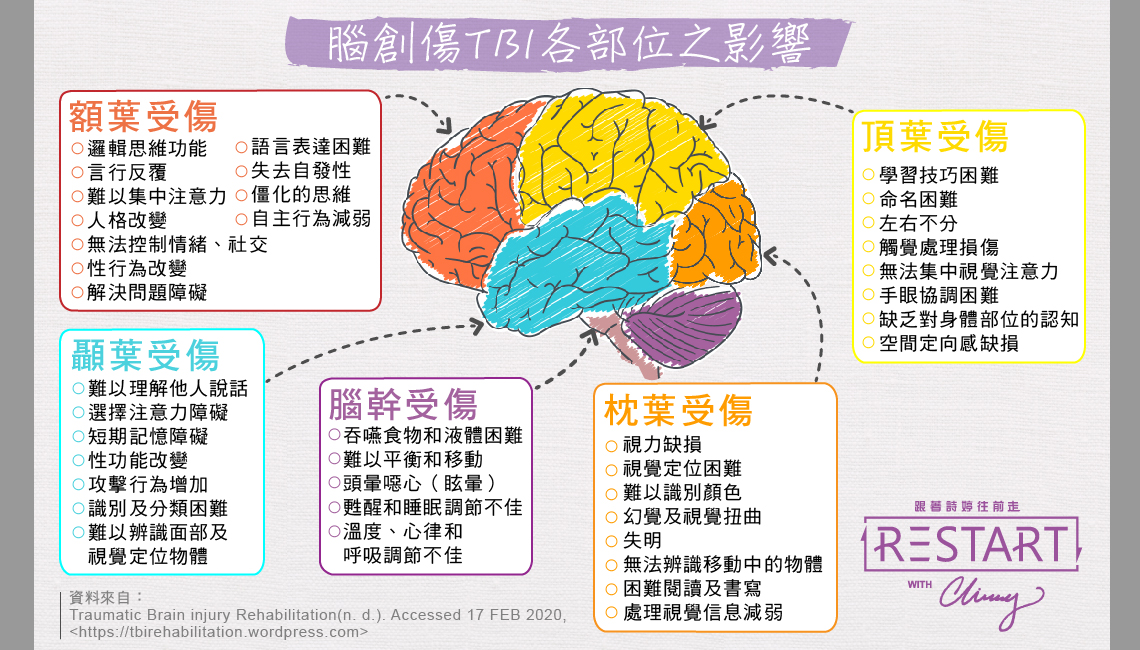 腦創傷TBI各部位之影響
額葉受傷
邏輯思維功能
言行反覆
難以集中注意力
人格改變
無法控制情緒、社交
性行為改變
解決問題障礙
語言表達困難
失去自發性
僵化的思維
自主行為減弱
頂葉受傷
學習技巧困難
命名困難
左右不分
觸覺處理損傷
無法集中視覺注意力
手眼協調困難
缺乏對身體部位的認知
空間定向感缺損
顳葉受傷
難以理解他人說話
選擇注意力障礙
短期記憶障礙
性功能改變
攻擊行為增加
識別及分類困難
難以辨識面部及
視覺定位物體
腦幹受傷
吞嚥食物和液體困難
難以平衡和移動
頭暈噁心（眩暈）
甦醒和睡眠調節不佳
溫度、心律和
呼吸調節不佳
枕葉受傷
視力缺損
視覺定位困難
難以識別顏色
幻覺及視覺扭曲
失明
無法辨識移動中的物體
困難閱讀及書寫
處理視覺信息減弱
資料來自：
Traumatic Brain injury Rehabilitation(n. d.). Accessed 17 FEB 2020,
<https://tbirehabilitation.wordpress.com>
跟著詩婷往前走
RESTART
WITH